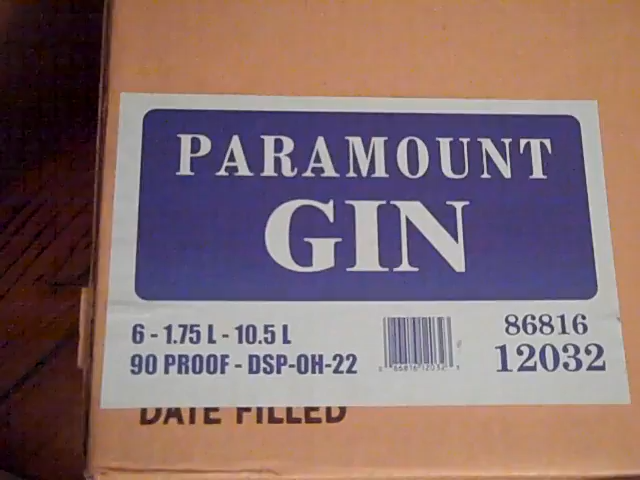 PARAMOUNT
GIN
6 - 1.75 L - 10.5 L
90 PROOF - DSP-OH-22
86816
12032
DATE FILLED